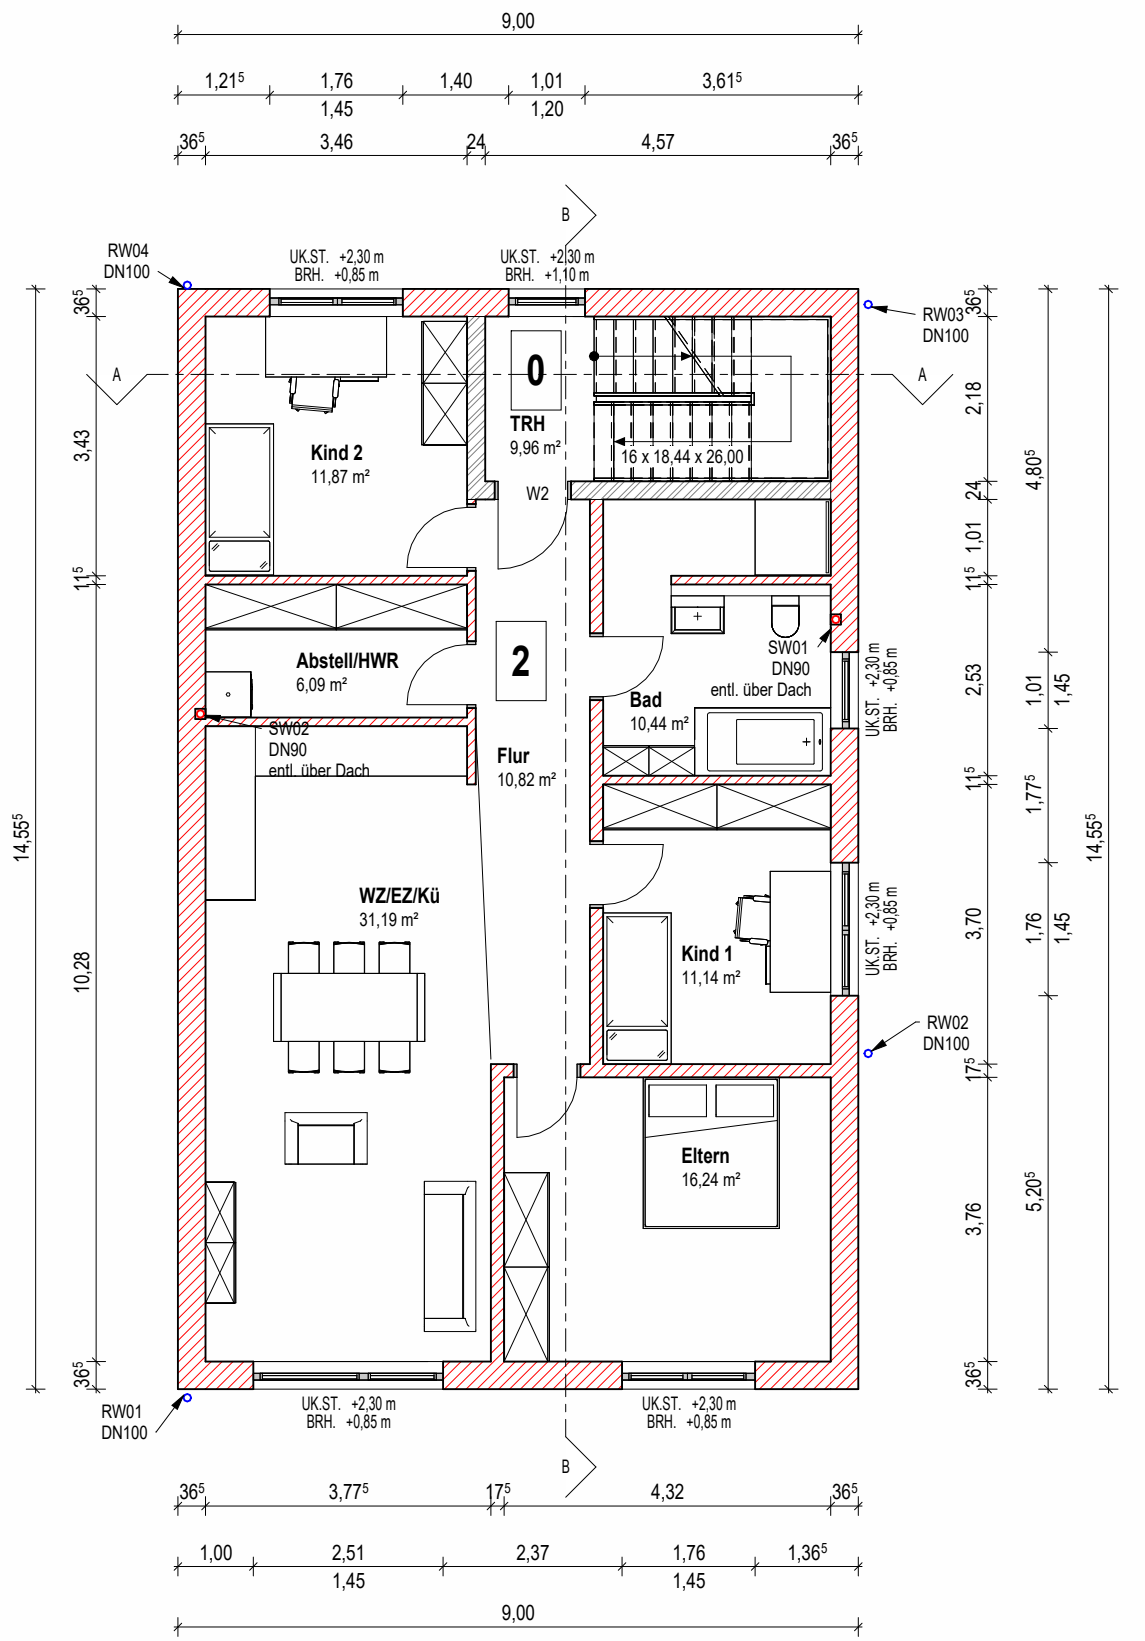 9,00
1,21⁵ 1,76 1,40 1,01 3,61⁵
1,45 1,20
36⁵ 3,46 24 4,57 36⁵
B
RW04
DN100
UK.ST. +2,30 m
BRH. +0,85 m
UK.ST. +2,30 m
BRH. +1,10 m
RW03
DN100
A
A
0
TRH
9,96 m²
16 x 18,44 x 26,00
W2
Kind 2
11,87 m²
Abstell/HWR
6,09 m²
2
SW01
DN90
entl. über Dach
Bad
10,44 m²
UK.ST. +2,30 m
BRH. +0,85 m
SW02
DN90
entl. über Dach
Flur
10,82 m²
WZ/EZ/Kü
31,19 m²
Kind 1
11,14 m²
UK.ST. +2,30 m
BRH. +0,85 m
RW02
DN100
Eltern
16,24 m²
RW01
DN100
UK.ST. +2,30 m
BRH. +0,85 m
UK.ST. +2,30 m
BRH. +0,85 m
B
14,55⁵
36⁵ 3,43 11⁵ 10,28 36⁵
36⁵ 2,18 24 1,01 11⁵ 2,53 11⁵ 3,70 17⁵ 3,76 36⁵
4,80⁵ 1,01 1,77⁵ 1,76 5,20⁵
1,45 1,45
14,55⁵
36⁵ 3,77⁵ 17⁵ 4,32 36⁵
1,00 2,51 2,37 1,76 1,36⁵
1,45 1,45
9,00